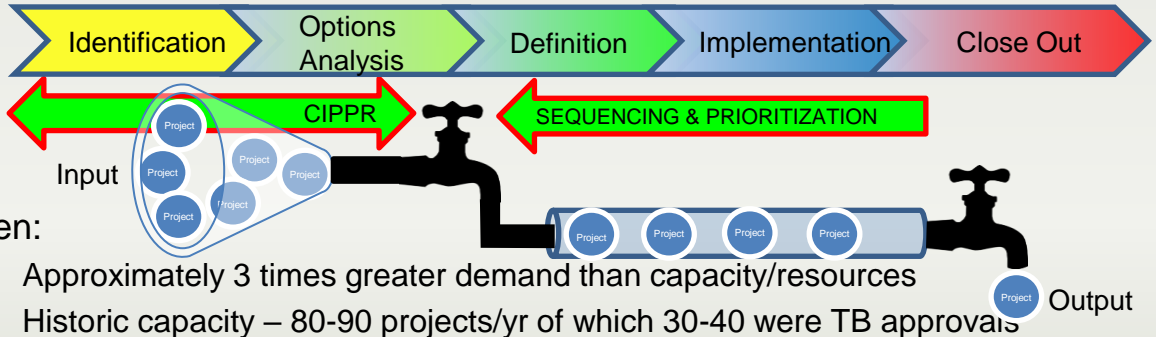 Identification
Options
Analysis
Definition
Implementation
Close Out
CIPPR
SEQUENCING & PRIORITIZATION
Input
Project
Project
Project
Project
Project
Project
Project
Project
Project
Project
Project
Output
en:
Approximately 3 times greater demand than capacity/resources
Historic capacity – 80-90 projects/yr of which 30-40 were TB approvals